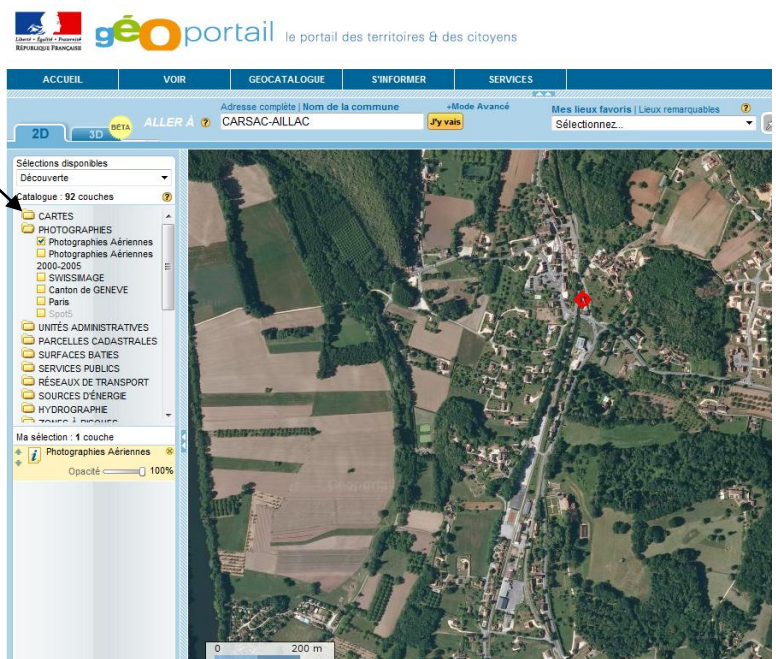 Liberté • Égalité • Fraternité
RÉPUBLIQUE FRANÇAISE
géoportail le portail des territoires & des citoyens
ACCUEIL VOIR GEOCATALOGUE S'INFORMER SERVICES
2D 3D BÉTA ALLER À ?
Adresse complète | Nom de la commune +Mode Avancé
CARSAC-AILLAC J'y vais
Mes lieux favoris | Lieux remarquables ?
Sélectionnez...
Sélections disponibles
Découverte
Catalogue : 92 couches ?
CARTES
PHOTOGRAPHIES
Photographies Aériennes
Photographies Aériennes
2000-2005
SWISSIMAGE
Canton de GENEVE
Paris
Spot5
UNITÉS ADMINISTRATIVES
PARCELLES CADASTRALES
SURFACES BATIES
SERVICES PUBLICS
RÉSEAUX DE TRANSPORT
SOURCES D'ÉNERGIE
HYDROGRAPHIE
ZONES À RISQUES
Ma sélection : 1 couche
i Photographies Aériennes
Opacité 100%
Géoportail
0 200 m